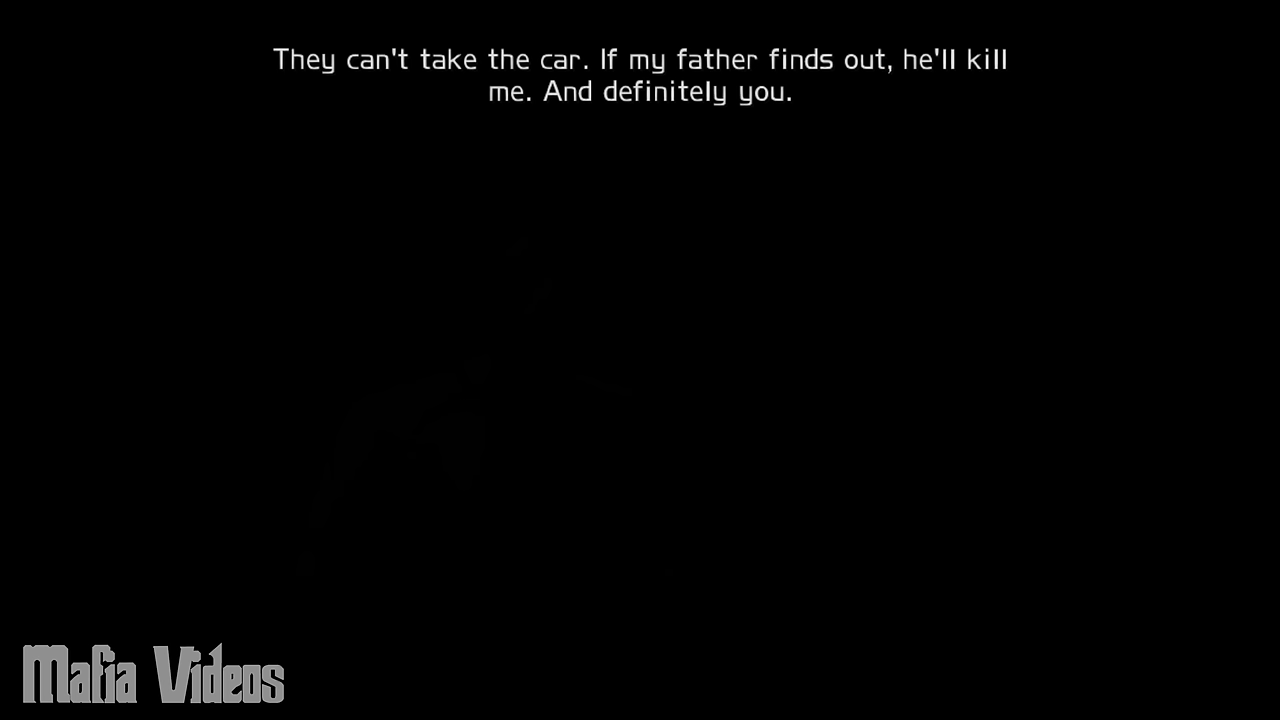 They can't take the car. If my father finds out, he'll kill
me. And definitely you.
Mafia Videos